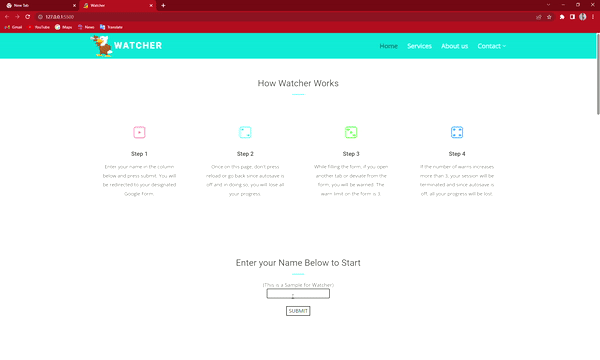 New Tab
Watcher
127.0.0.1:5500
Gmail YouTube Maps News Translate
WATCHER
Home Services About us Contact
How Watcher Works
Step 1
Enter your name in the column
below and press submit. You will
be redirected to your designated
Google Form.
Step 2
Once on this page, don't press
reload or go back since autosave is
off and in doing so, you will lose all
your progress.
Step 3
While filling the form, if you open
another tab or deviate from the
form, you will be warned. The
warn limit on the form is 3.
Step 4
If the number of warns increases
more than 3, your session will be
terminated and since autosave is
off, all your progress will be lost.
Enter your Name Below to Start
(This is a Sample for Watcher)
SUBMIT